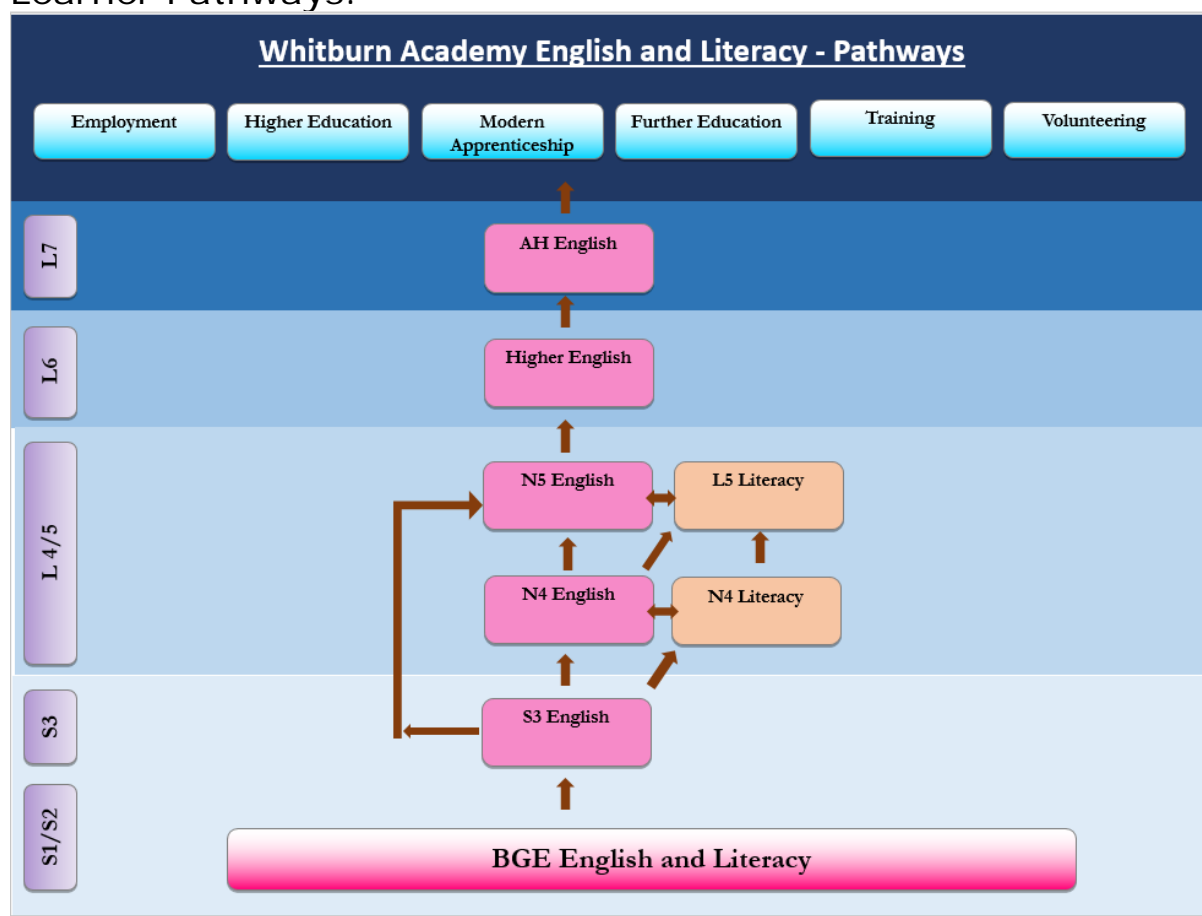 Learner Pathways:
Whitburn Academy English and Literacy - Pathways
Employment
Higher Education
Modern
Apprenticeship
Further Education
Training
Volunteering
L7
AH English
L6
Higher English
L 4/5
N5 English
L5 Literacy
N4 English
N4 Literacy
S3
S3 English
S1/S2
BGE English and Literacy